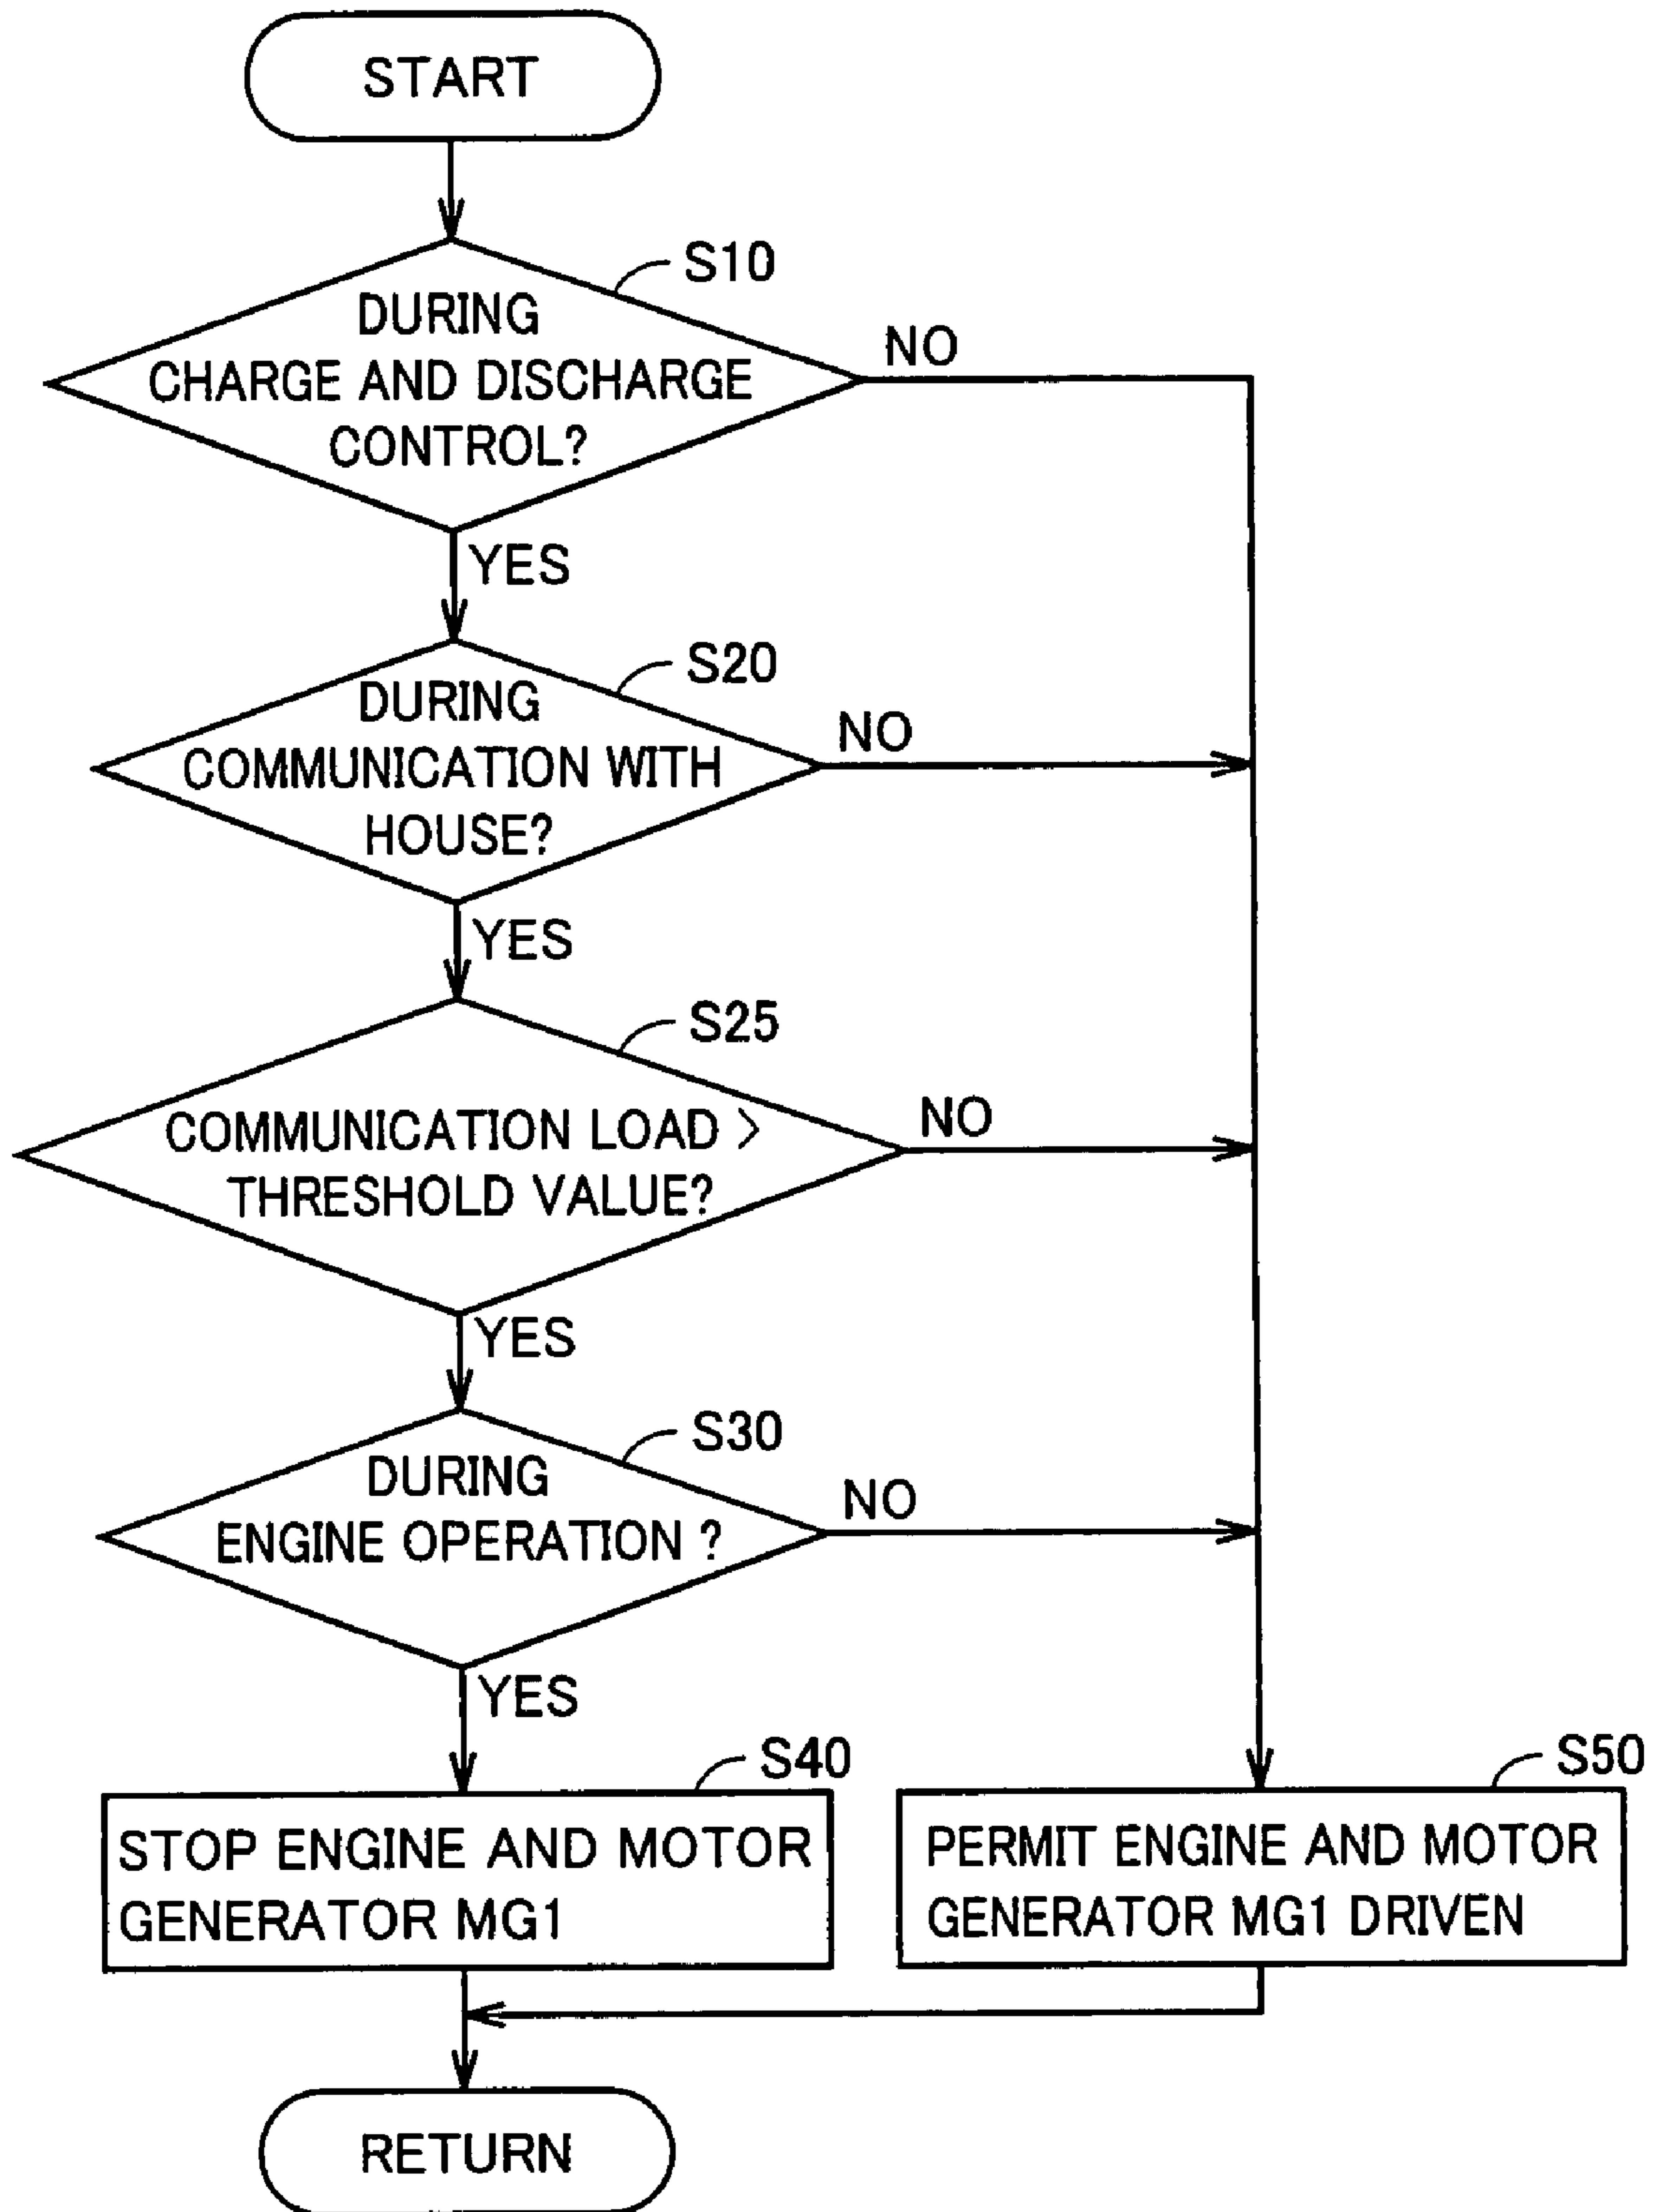 START
S10
DURING
CHARGE AND DISCHARGE
CONTROL?
NO
YES
S20
DURING
COMMUNICATION WITH
HOUSE?
NO
YES
S25
COMMUNICATION LOAD >
THRESHOLD VALUE?
NO
YES
S30
DURING
ENGINE OPERATION ?
NO
YES
S40
STOP ENGINE AND MOTOR
GENERATOR MG1
S50
PERMIT ENGINE AND MOTOR
GENERATOR MG1 DRIVEN
RETURN